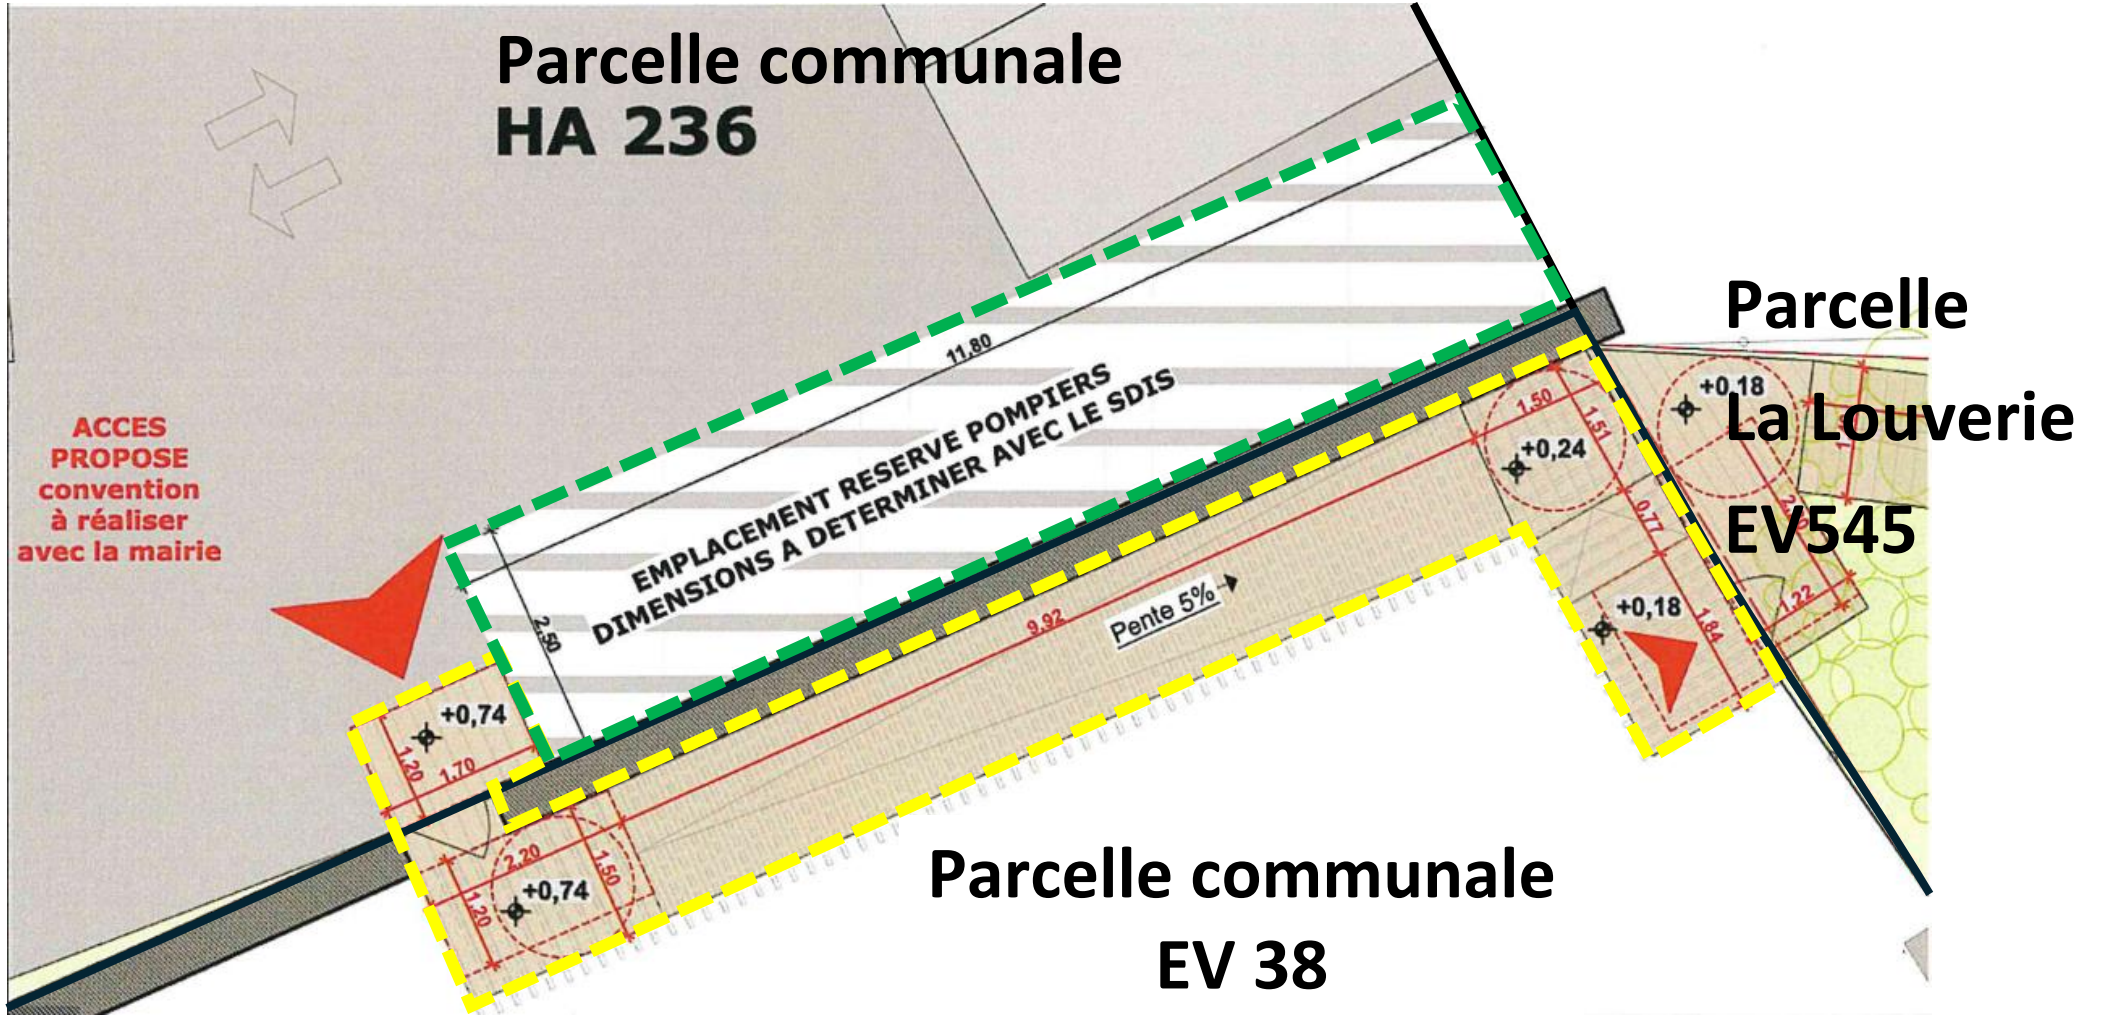 Parcelle communale
HA 236
11,80
EMPLACEMENT RESERVE POMPIERS
DIMENSIONS A DETERMINER AVEC LE SDIS
2,50
ACCES
PROPOSE
convention
à réaliser
avec la mairie
Parcelle
La Louverie
EV545
+0,18
1,50
1,51
+0,24
0,77
+0,18
1,84
1,22
9,92
Pente 5%
+0,74
1,20
1,70
2,20
1,50
+0,74
1,20
Parcelle communale
EV 38